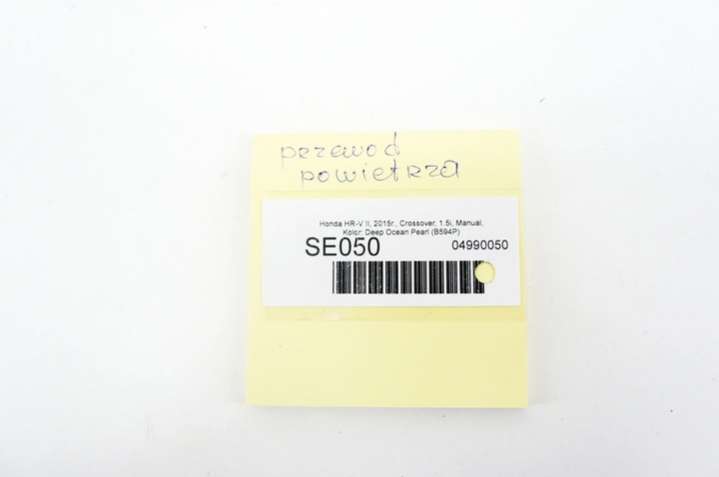 przewod
powietrza
Honda HR-V II, 2015r., Crossover, 1.5i, Manual,
Kolor: Deep Ocean Pearl (B594P)
SE050
04990050